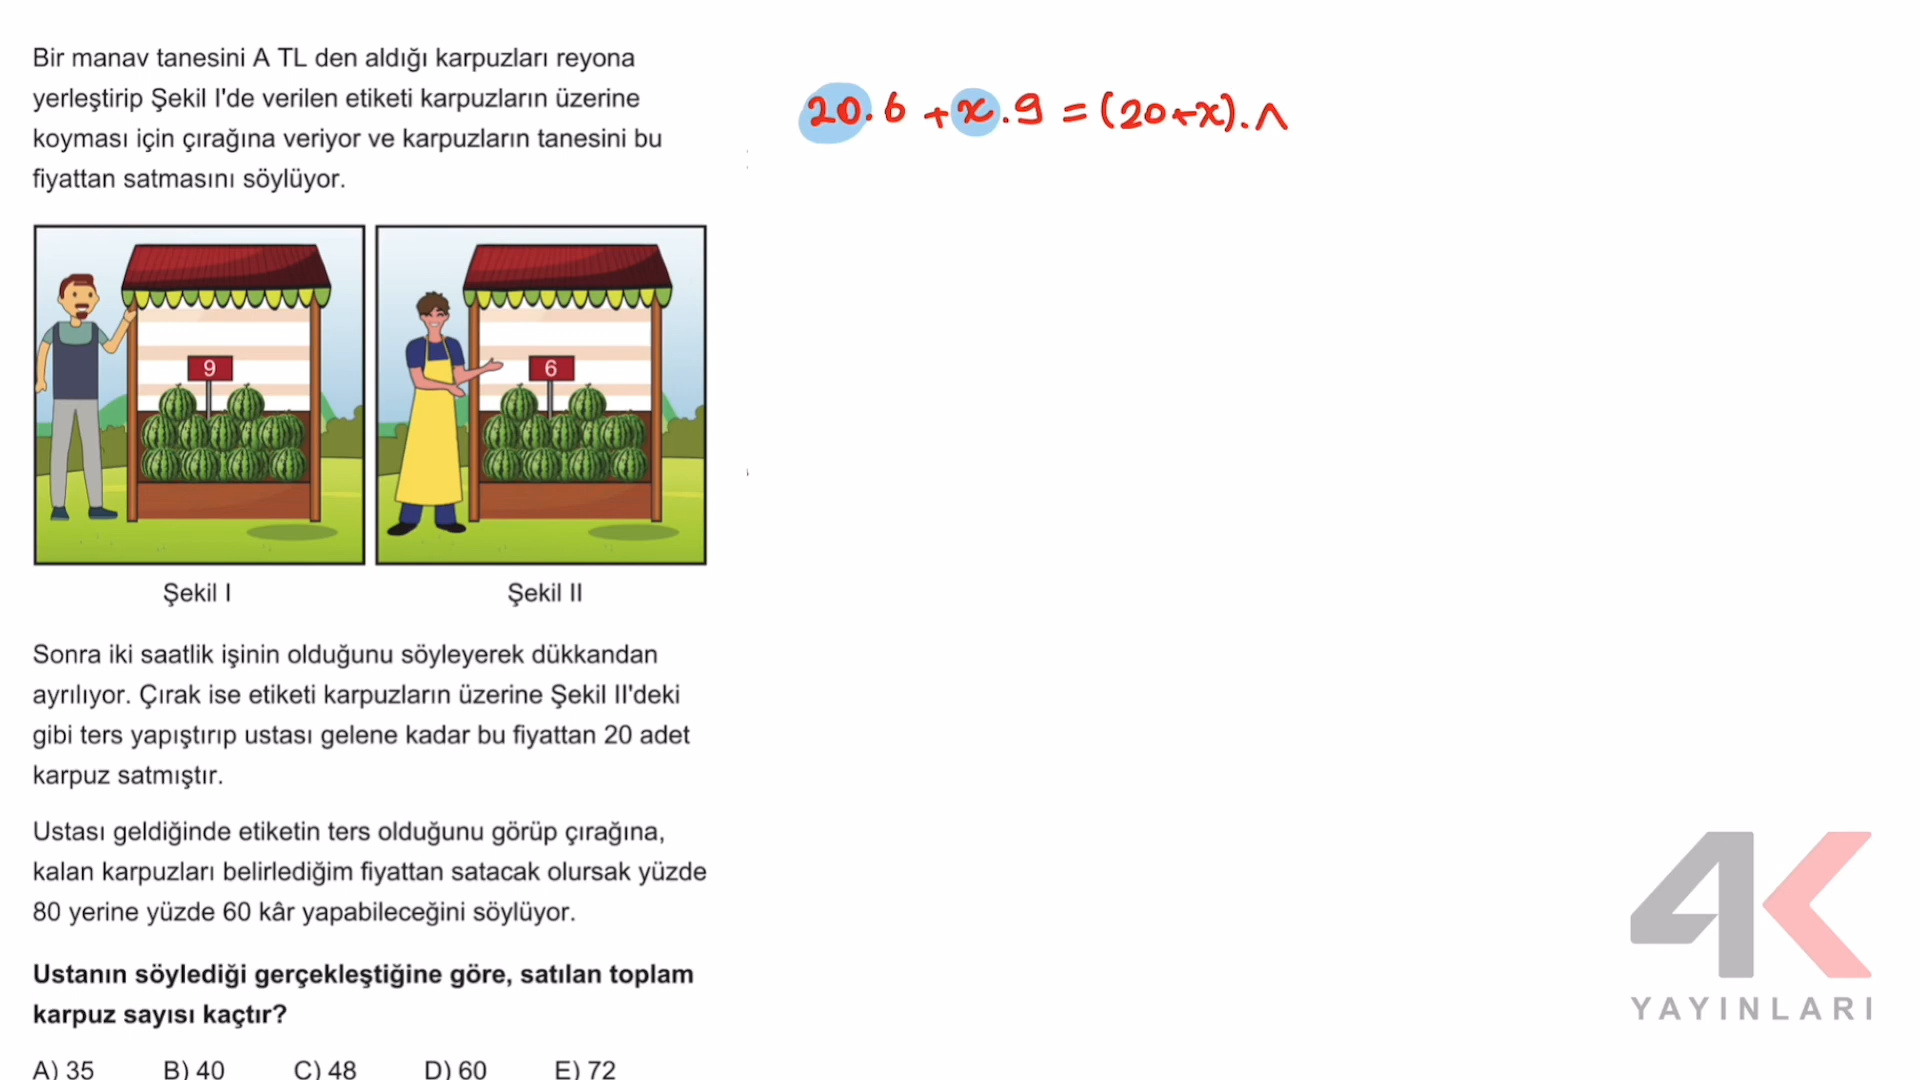 Bir manav tanesini A TL den aldığı karpuzları reyona
yerleştirip Şekil I'de verilen etiketi karpuzların üzerine
koyması için çırağına veriyor ve karpuzların tanesini bu
fiyattan satmasını söylüyor.
20.6 + x.9 = (20+x).
9
6
Şekil I
Şekil II
Sonra iki saatlik işinin olduğunu söyleyerek dükkandan
ayrılıyor. Çırak ise etiketi karpuzların üzerine Şekil II'deki
gibi ters yapıştırıp ustası gelene kadar bu fiyattan 20 adet
karpuz satmıştır.
Ustası geldiğinde etiketin ters olduğunu görüp çırağına,
kalan karpuzları belirlediğim fiyattan satacak olursak yüzde
80 yerine yüzde 60 kâr yapabileceğini söylüyor.
Ustanın söylediği gerçekleştiğine göre, satılan toplam
karpuz sayısı kaçtır?
A) 35 B) 40 C) 48 D) 60 E) 72
4K
YAYINLARI